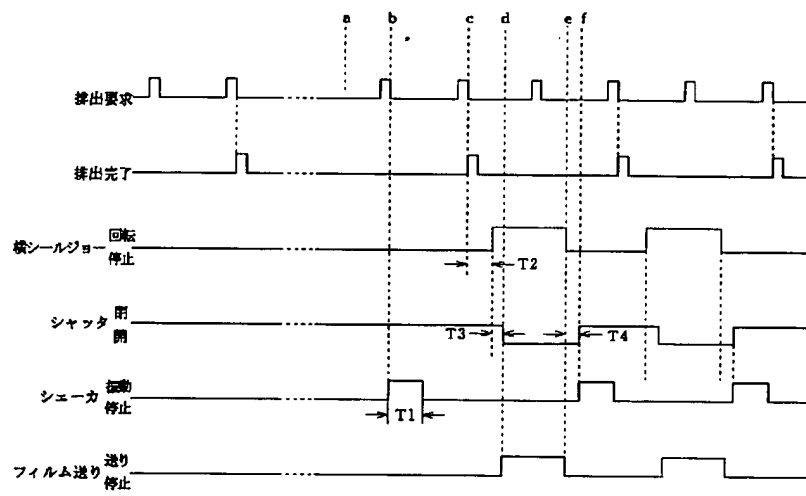 a b c d e f
排出要求
排出完了
横シールジョー 回転
停止
T2
シャッタ 閉
開
T3 T4
シェーカ 振動
停止
T1
フィルム送り 送り
停止